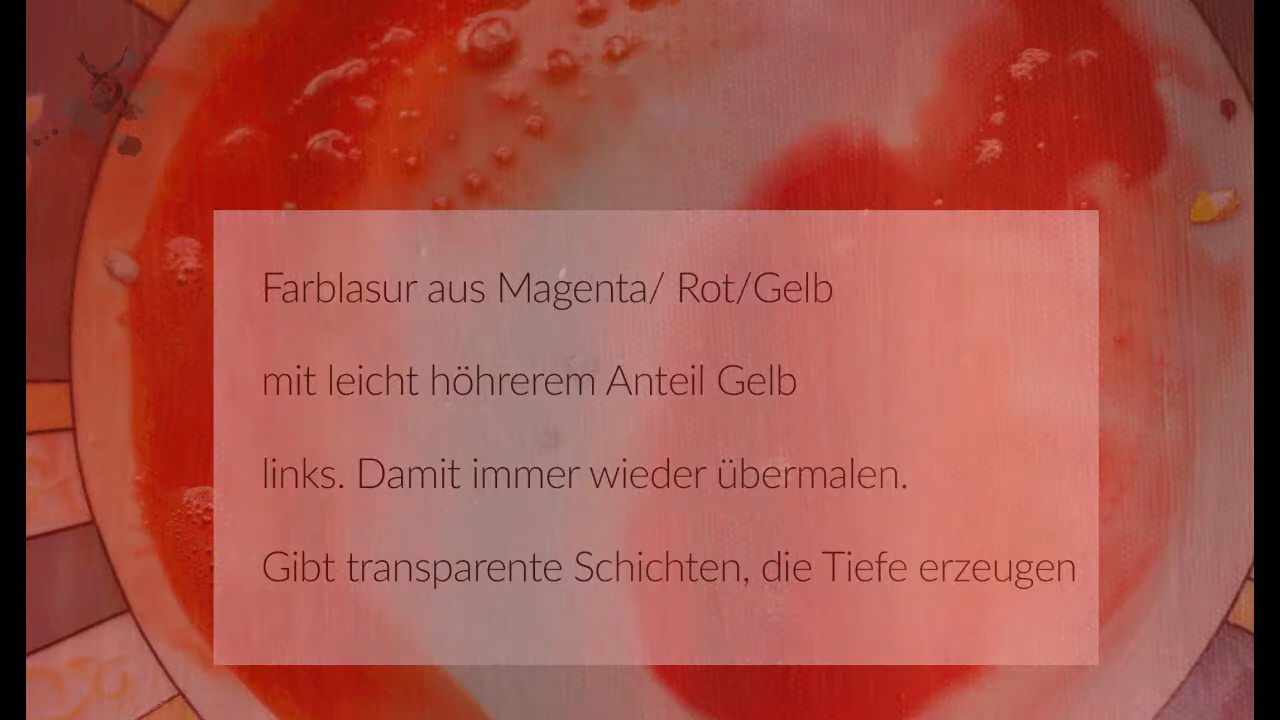 Farblasur aus Magenta/ Rot/Gelb
mit leicht höhrerem Anteil Gelb
links. Damit immer wieder übermalen.
Gibt transparente Schichten, die Tiefe erzeugen